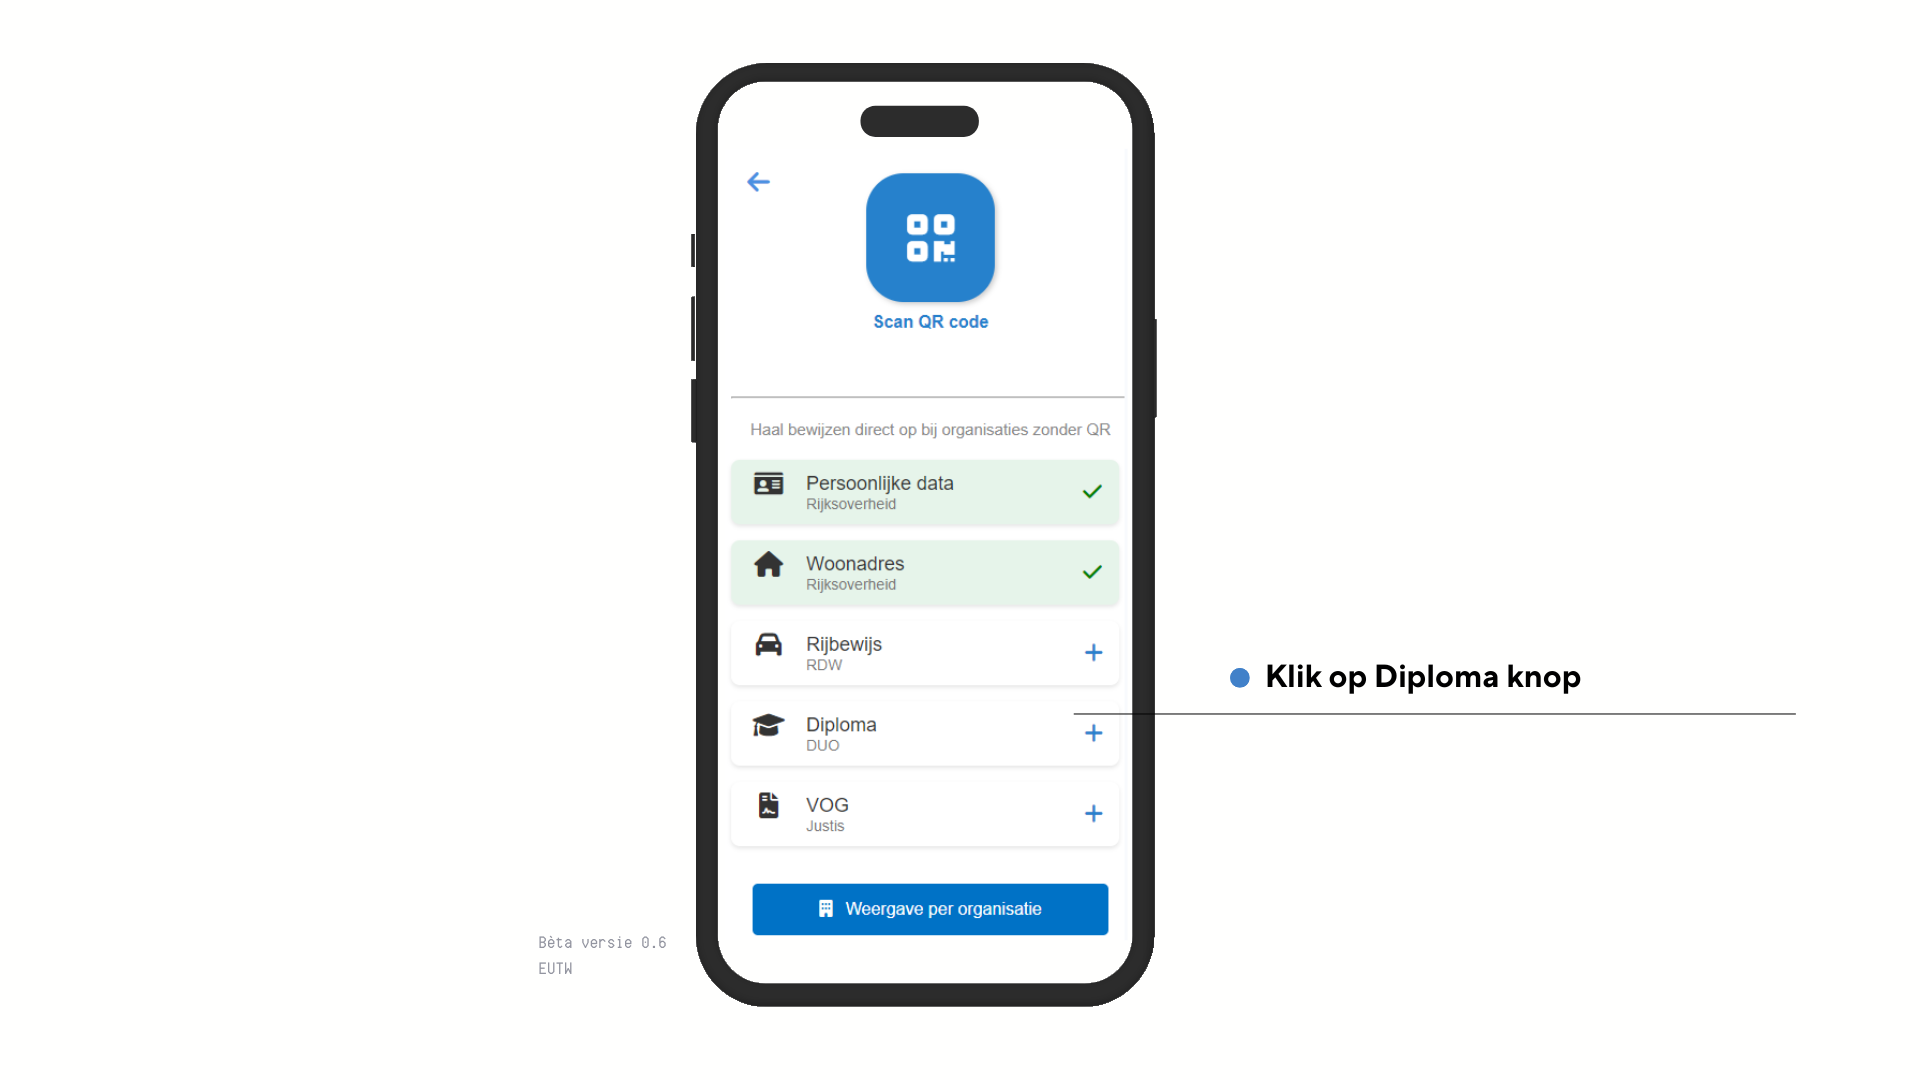 Scan QR code
Haal bewijzen direct op bij organisaties zonder QR
Persoonlijke data
Rijksoverheid
Woonadres
Rijksoverheid
Rijbewijs
RDW
Klik op Diploma knop
Diploma
DUO
VOG
Justis
Weergave per organisatie
Bèta versie 0.6
EUTW